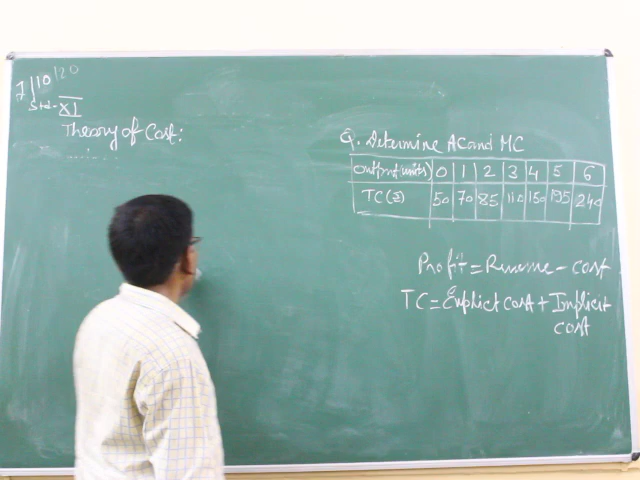 7/10/20
Std- XI
Theory of Cost:
Q. Determine AC and MC
output(units) 0 1 2 3 4 5 6
TC(₹) 50 70 85 110 150 195 240
Profit = Revenue - cost
TC = Explict cost + Implicit
cost